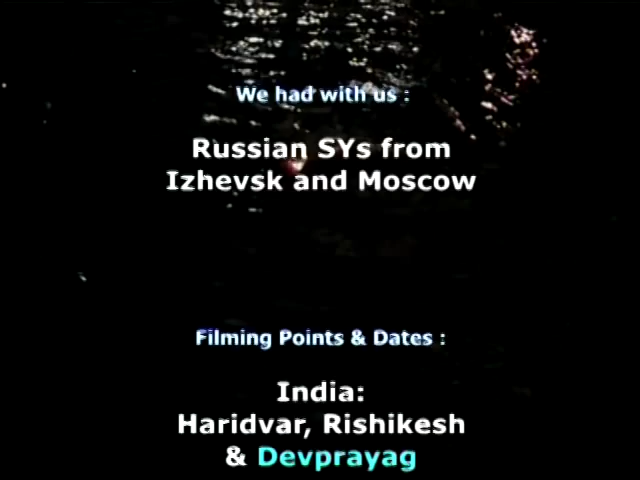 We had with us :
Russian SYs from
Izhevsk and Moscow
Filming Points & Dates :
India:
Haridvar, Rishikesh
& Devprayag